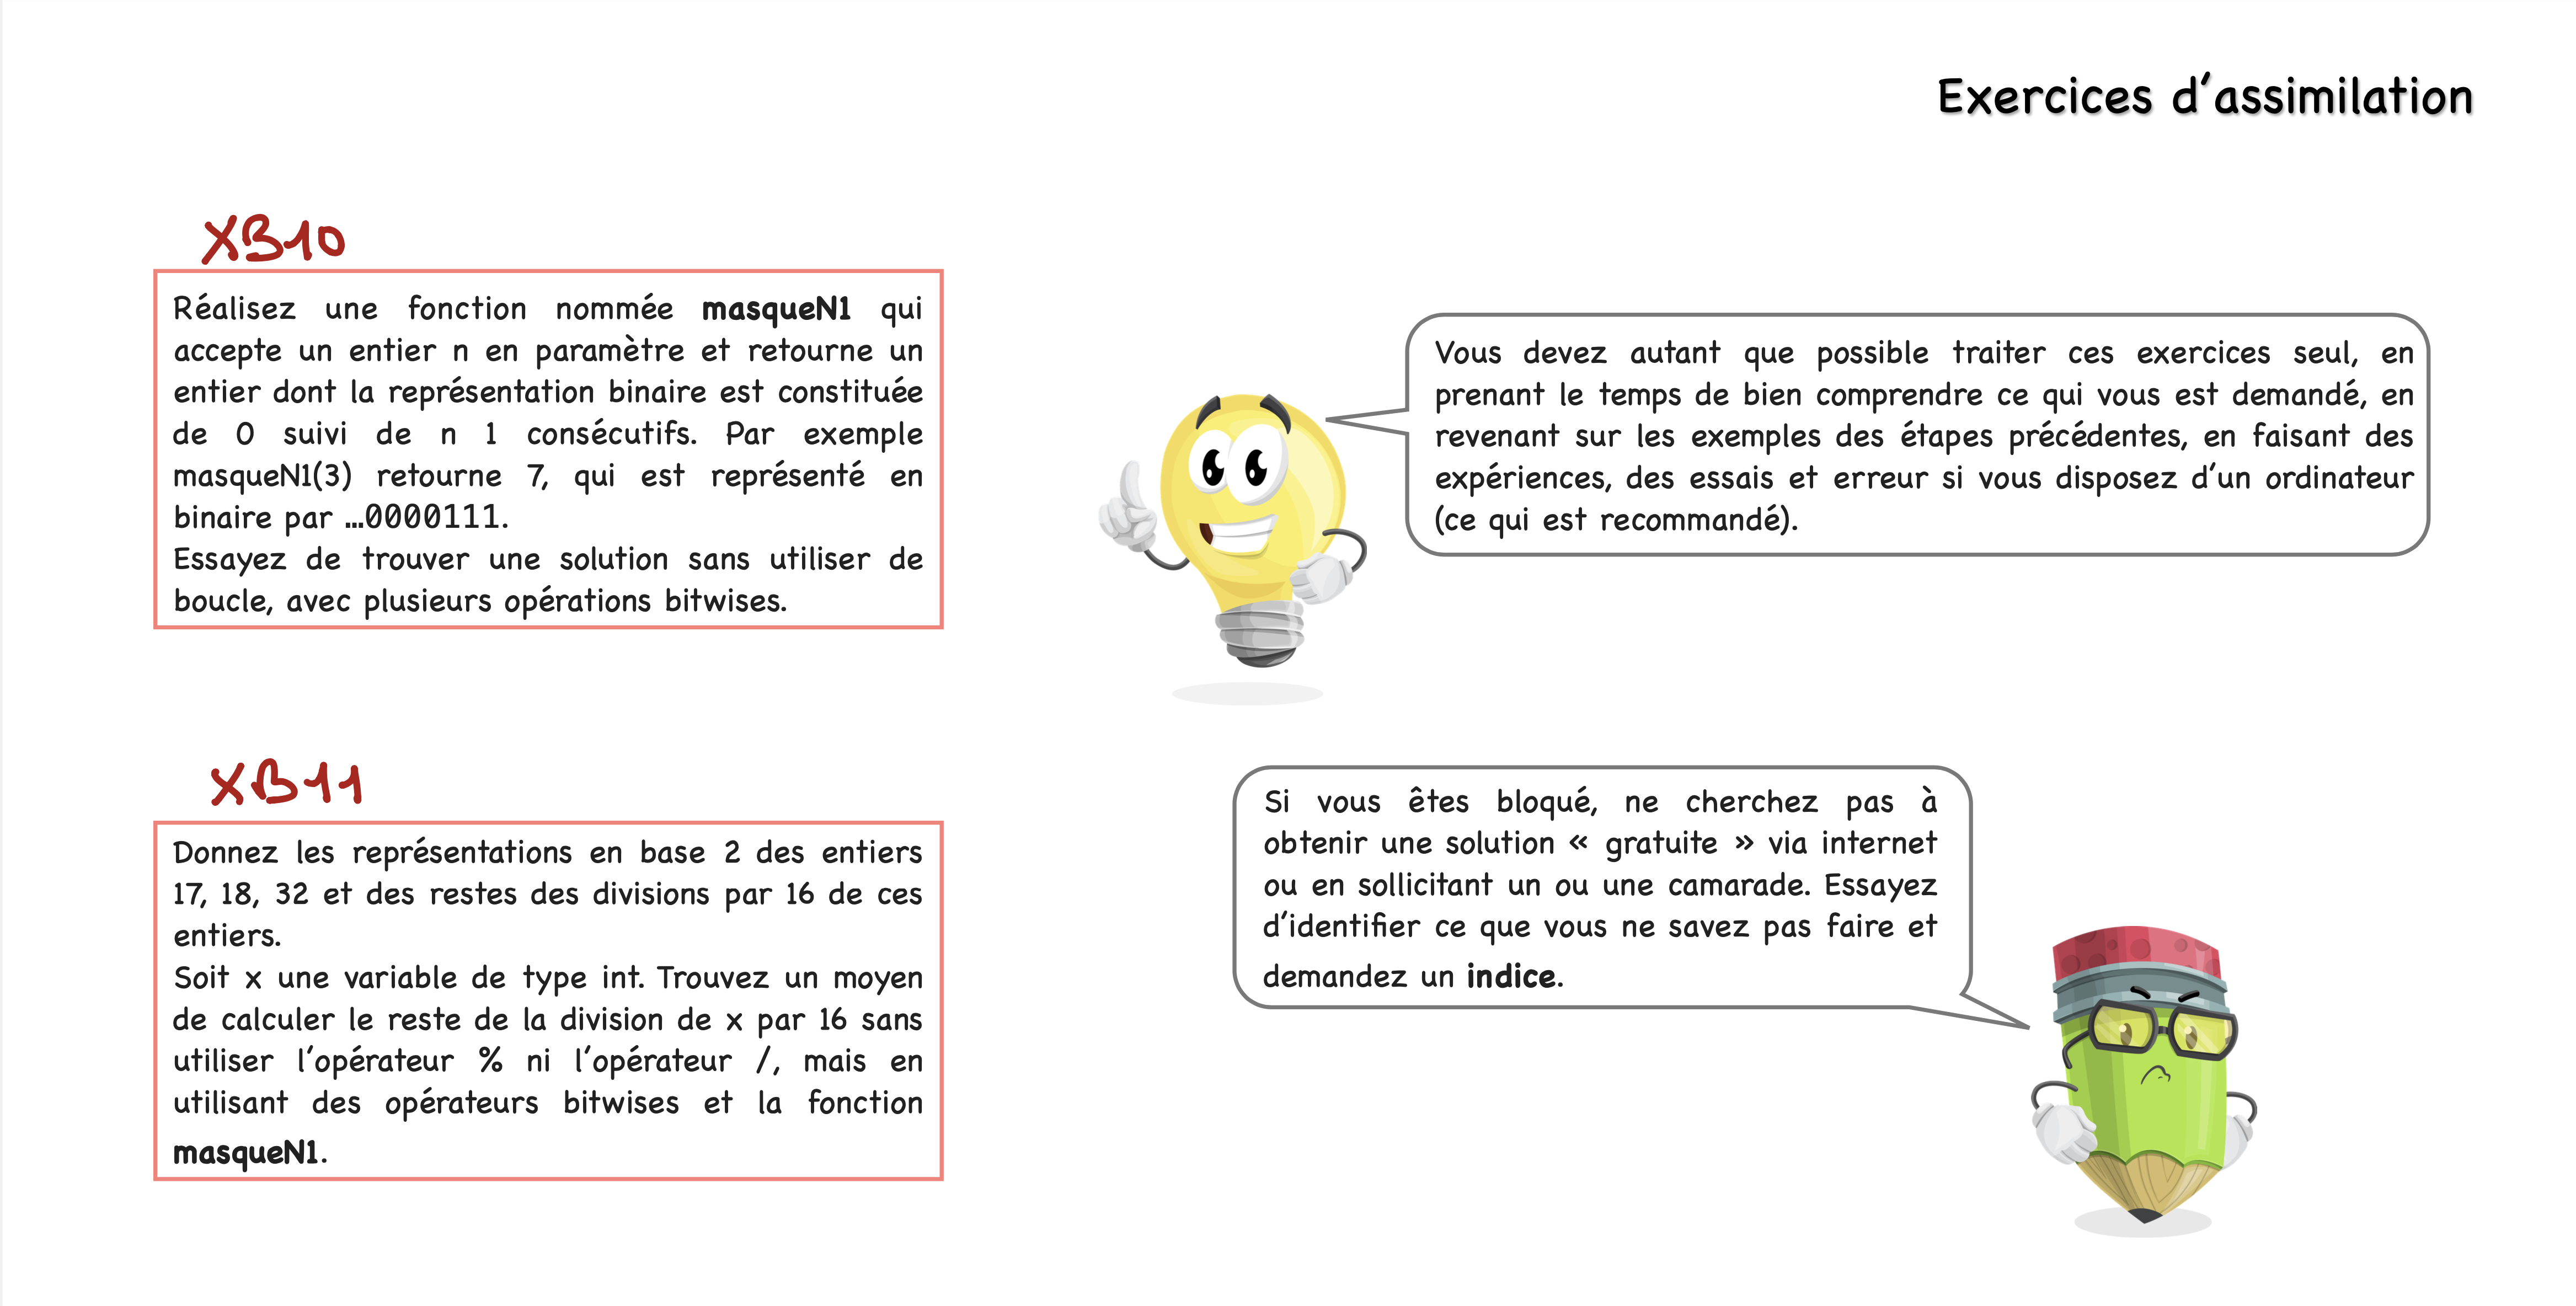 Exercices d'assimilation
XB10
Réalisez une fonction nommée masqueN1 qui
accepte un entier n en paramètre et retourne un
entier dont la représentation binaire est constituée
de 0 suivi de n 1 consécutifs. Par exemple
masqueN1(3) retourne 7, qui est représenté en
binaire par …0000111.
Essayez de trouver une solution sans utiliser de
boucle, avec plusieurs opérations bitwises.
Vous devez autant que possible traiter ces exercices seul, en
prenant le temps de bien comprendre ce qui vous est demandé, en
revenant sur les exemples des étapes précédentes, en faisant des
expériences, des essais et erreur si vous disposez d'un ordinateur
(ce qui est recommandé).
XB11
Donnez les représentations en base 2 des entiers
17, 18, 32 et des restes des divisions par 16 de ces
entiers.
Soit x une variable de type int. Trouvez un moyen
de calculer le reste de la division de x par 16 sans
utiliser l'opérateur % ni l'opérateur /, mais en
utilisant des opérateurs bitwises et la fonction
masqueN1.
Si vous êtes bloqué, ne cherchez pas à
obtenir une solution « gratuite » via internet
ou en sollicitant un ou une camarade. Essayez
d'identifier ce que vous ne savez pas faire et
demandez un indice.